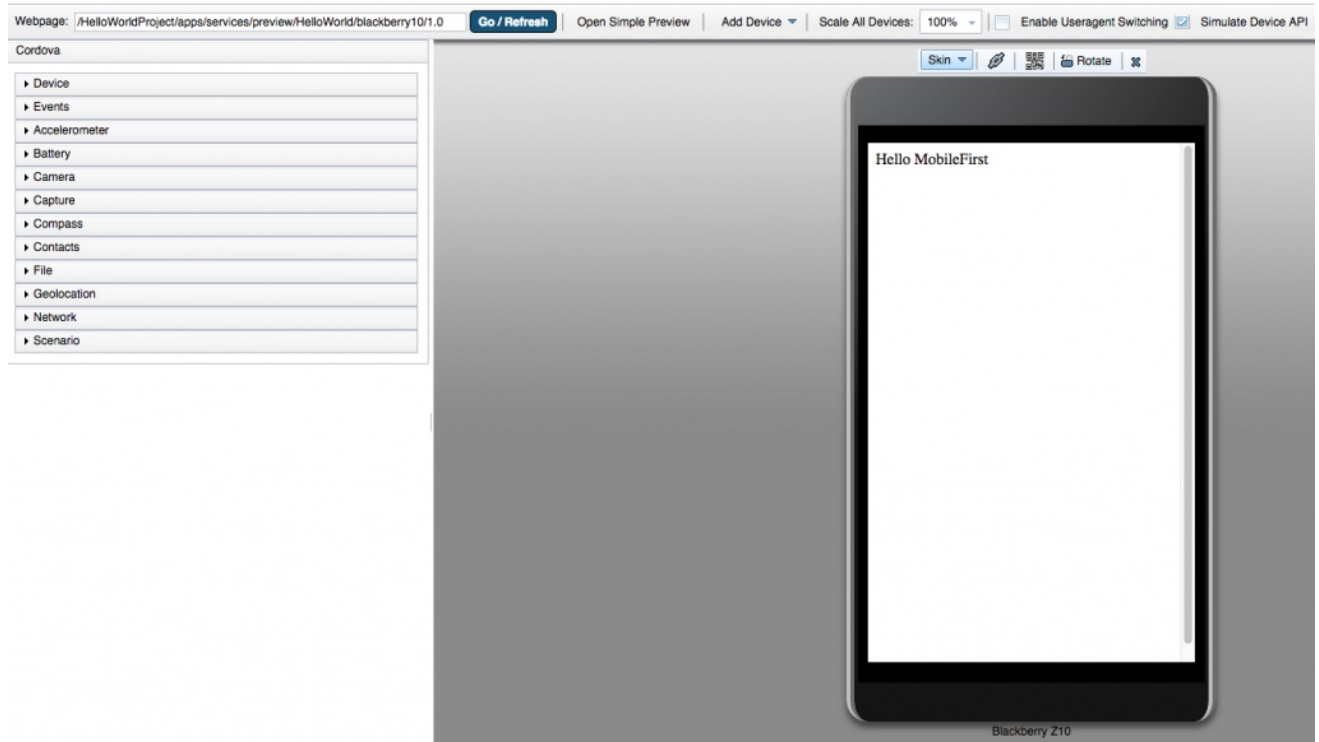 Webpage: /HelloWorldProject/apps/services/preview/HelloWorld/blackberry10/1.0 Go / Refresh Open Simple Preview Add Device Scale All Devices: 100% Enable Useragent Switching Simulate Device API
Cordova
Skin Rotate
Device
Events
Accelerometer
Battery
Camera
Capture
Compass
Contacts
File
Geolocation
Network
Scenario
Hello MobileFirst
Blackberry Z10